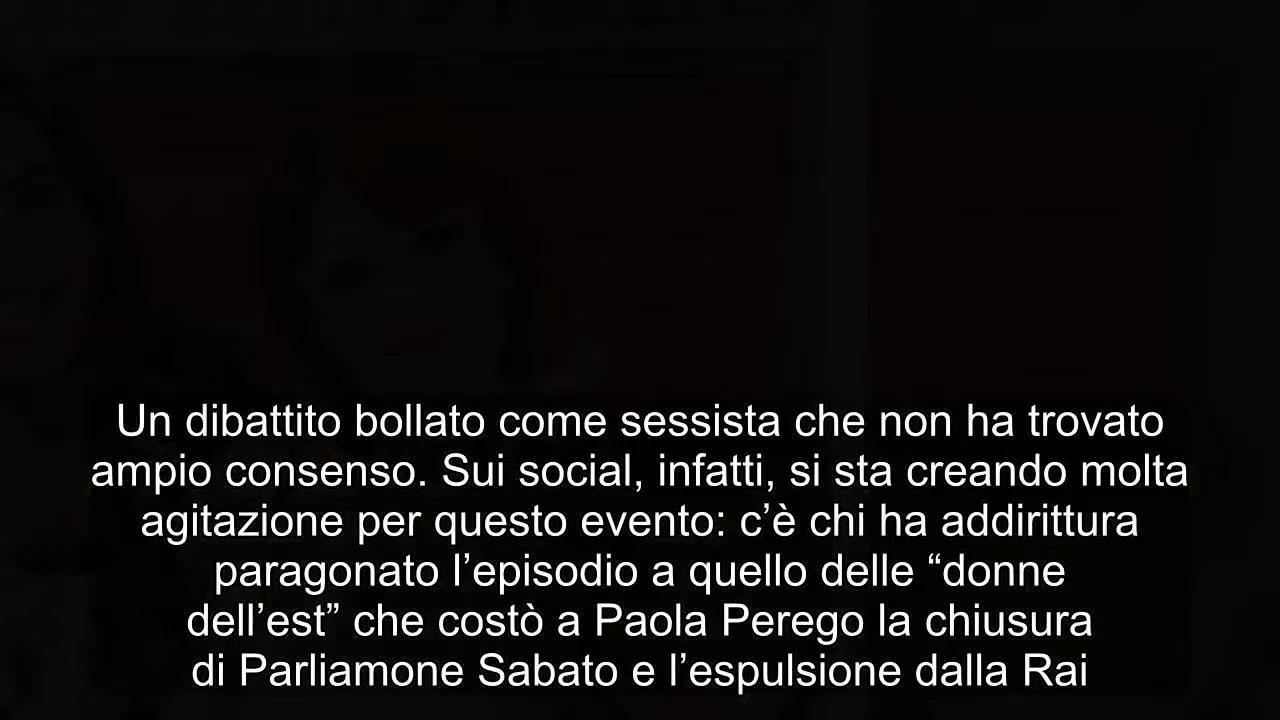 Un dibattito bollato come sessista che non ha trovato
ampio consenso. Sui social, infatti, si sta creando molta
agitazione per questo evento: c’è chi ha addirittura
paragonato l’episodio a quello delle “donne
dell’est” che costò a Paola Perego la chiusura
di Parliamone Sabato e l’espulsione dalla Rai